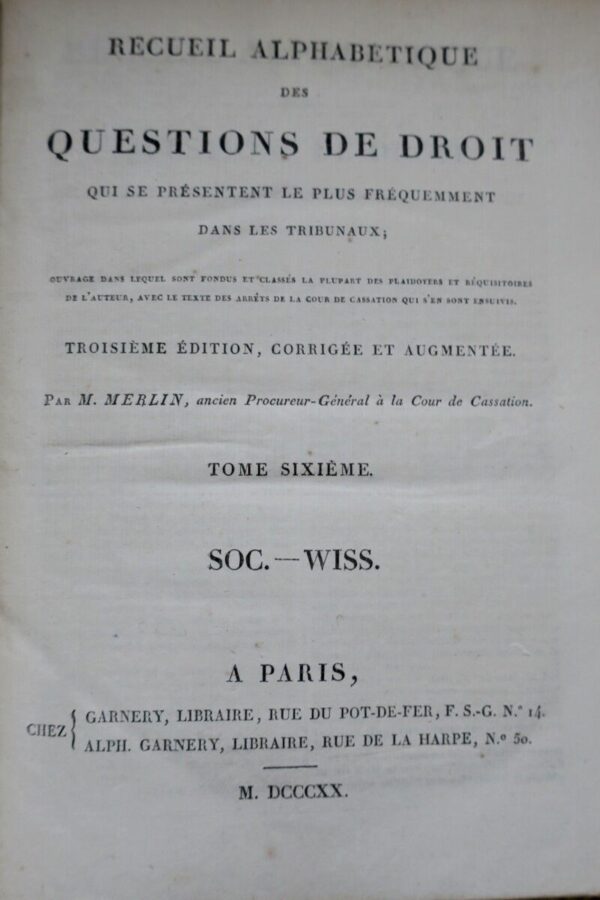 RECUEIL ALPHABETIQUE
DES
QUESTIONS DE DROIT
QUI SE PRÉSENTENT LE PLUS FRÉQUEMMENT
DANS LES TRIBUNAUX;
OUVRAGE DANS LEQUEL SONT FONDUS ET CLASSÉS LA PLUPART DES PLAIDOYERS ET RÉQUISITOIRES
DE L'AUTEUR, AVEC LE TEXTE DES ARRÊTS DE LA COUR DE CASSATION QUI S'EN SONT ENSUIVIS.
TROISIÈME ÉDITION, CORRIGÉE ET AUGMENTÉE.
PAR M. MERLIN, ancien Procureur-Général à la Cour de Cassation.
TOME SIXIÈME.
SOC.—WISS.
A PARIS,
CHEZ { GARNERY, LIBRAIRE, RUE DU POT-DE-FER, F. S.-G. N.º 14.
ALPH. GARNERY, LIBRAIRE, RUE DE LA HARPE, N.º 50.
M. DCCCXX.